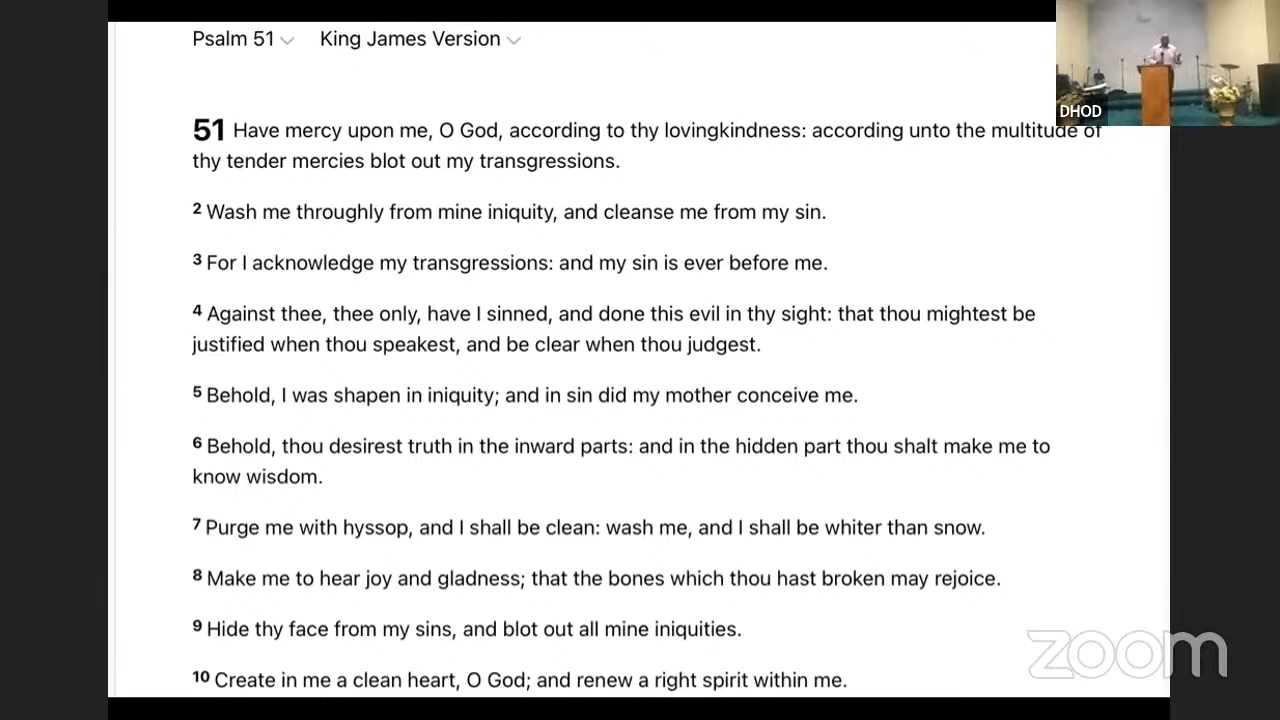 Psalm 51 King James Version
DHOD
51 Have mercy upon me, O God, according to thy lovingkindness: according unto the multitude of
thy tender mercies blot out my transgressions.
2 Wash me throughly from mine iniquity, and cleanse me from my sin.
3 For I acknowledge my transgressions: and my sin is ever before me.
4 Against thee, thee only, have I sinned, and done this evil in thy sight: that thou mightest be
justified when thou speakest, and be clear when thou judgest.
5 Behold, I was shapen in iniquity; and in sin did my mother conceive me.
6 Behold, thou desirest truth in the inward parts: and in the hidden part thou shalt make me to
know wisdom.
7 Purge me with hyssop, and I shall be clean: wash me, and I shall be whiter than snow.
8 Make me to hear joy and gladness; that the bones which thou hast broken may rejoice.
9 Hide thy face from my sins, and blot out all mine iniquities.
zoom
10 Create in me a clean heart, O God; and renew a right spirit within me.